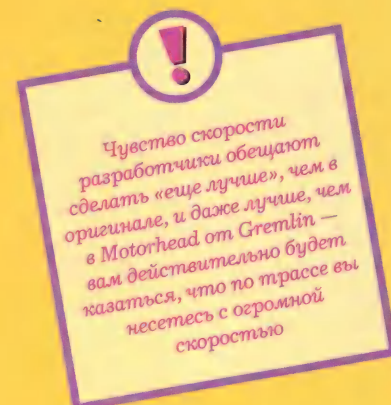 !
Чувство скорости
разработчики обещают
сделать «еще лучше», чем в
оригинале, и даже лучше, чем
в Motorhead от Gremlin —
вам действительно будет
казаться, что по трассе вы
несетесь с огромной
скоростью